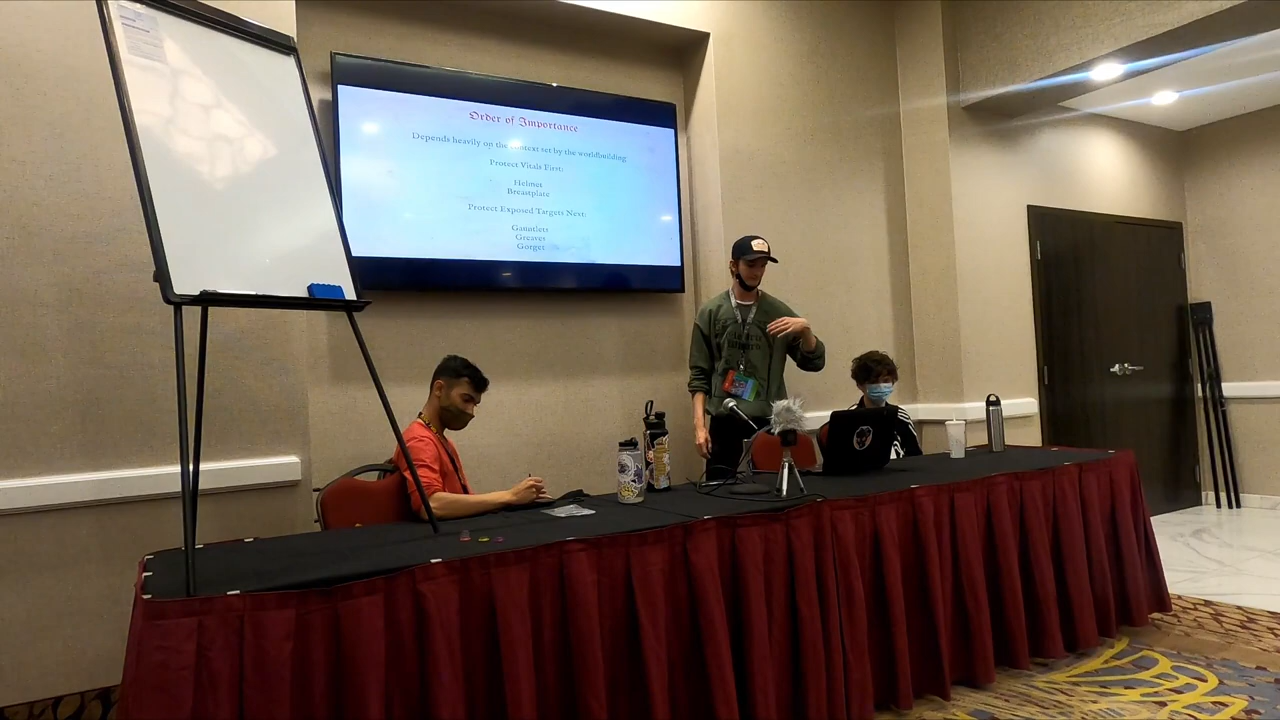 Order of Importance
Depends heavily on the context set by the worldbuilding
Protect Vitals First:
Helmet
Breastplate
Protect Exposed Targets Next:
Gauntlets
Greaves
Gorget